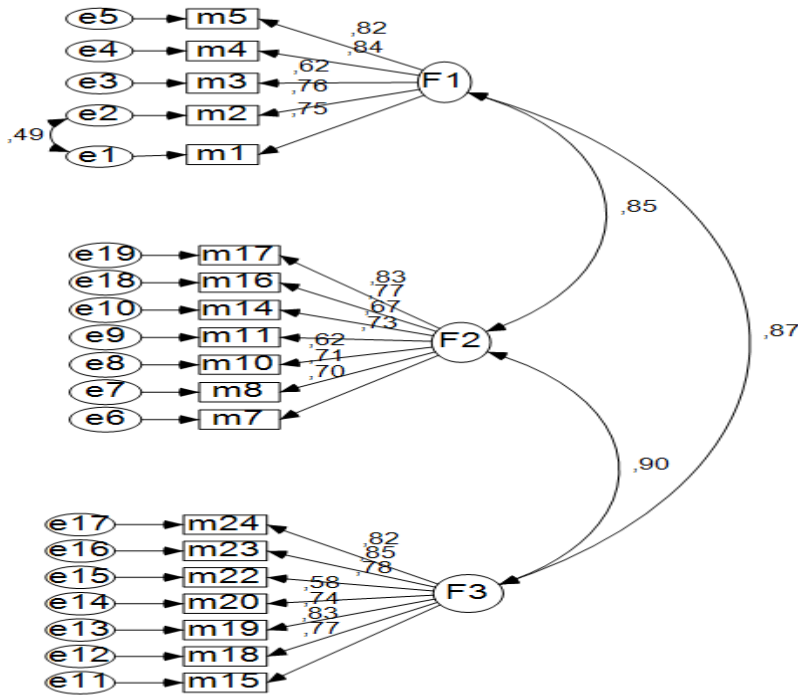 e5 m5 ,82
e4 m4 ,84
e3 m3 ,62 F1
e2 m2 ,76
,49 ,75
e1 m1
,85
e19 m17 ,83
e18 m16 ,77
e10 m14 ,67
e9 m11 ,73 F2
e8 m10 ,62
e7 m8 ,71
e6 m7 ,70
,87
,90
e17 m24 ,82
e16 m23 ,85
e15 m22 ,78
e14 m20 ,58 F3
e13 m19 ,74
e12 m18 ,83
e11 m15 ,77